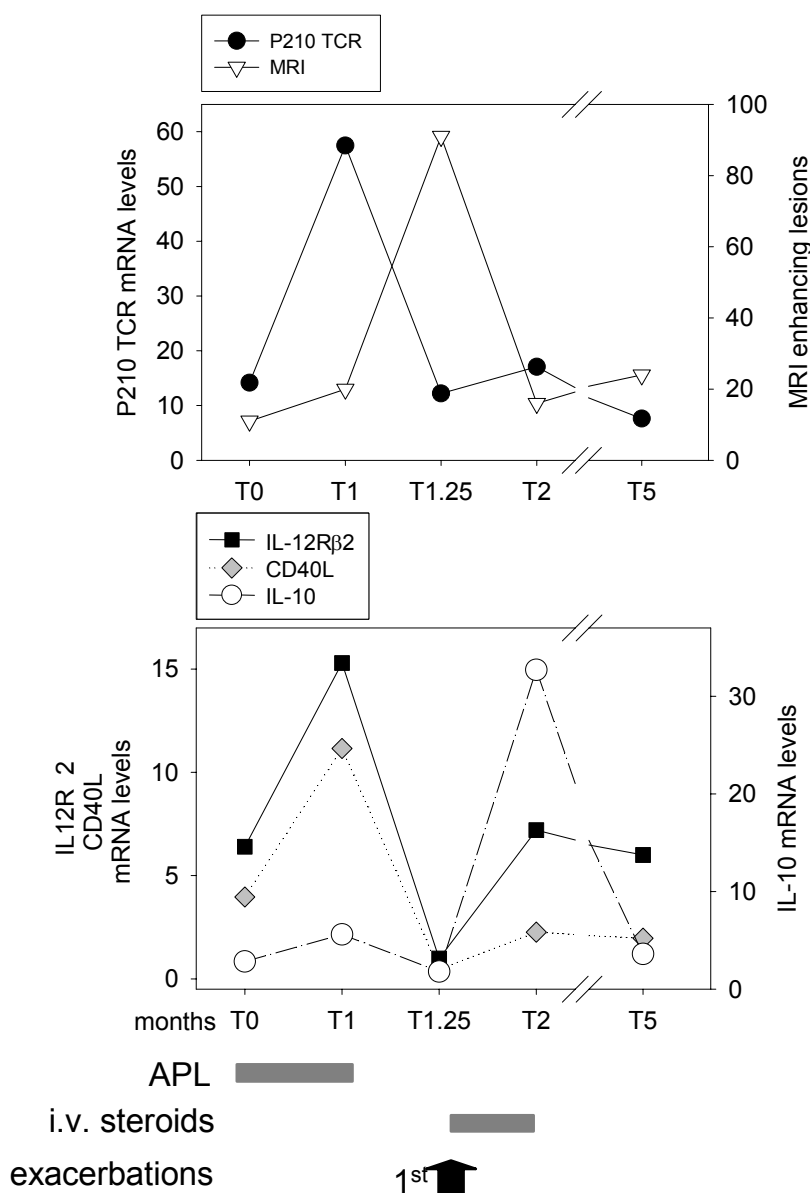 P210 TCR
MRI
P210 TCR mRNA levels
60
50
40
30
20
10
0
MRI enhancing lesions
100
80
60
40
20
0
T0 T1 T1.25 T2 T5
IL-12Rβ2
CD40L
IL-10
IL12R 2
CD40L
mRNA levels
15
10
5
0
IL-10 mRNA levels
30
20
10
0
months T0 T1 T1.25 T2 T5
APL
i.v. steroids
exacerbations 1st